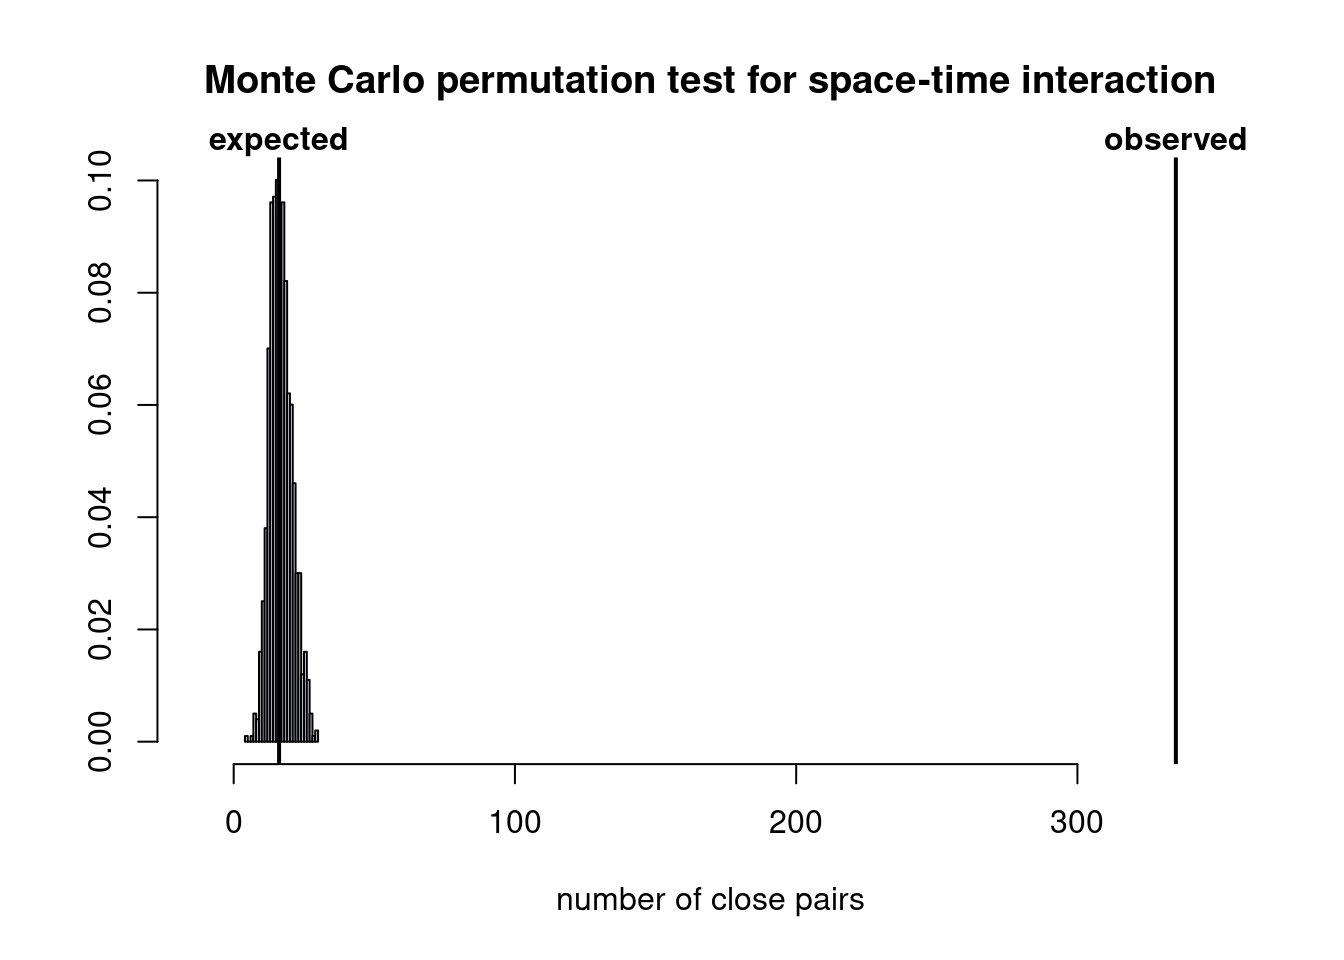 Monte Carlo permutation test for space-time interaction
expected observed
0.10
0.08
0.06
0.04
0.02
0.00
0 100 200 300
number of close pairs